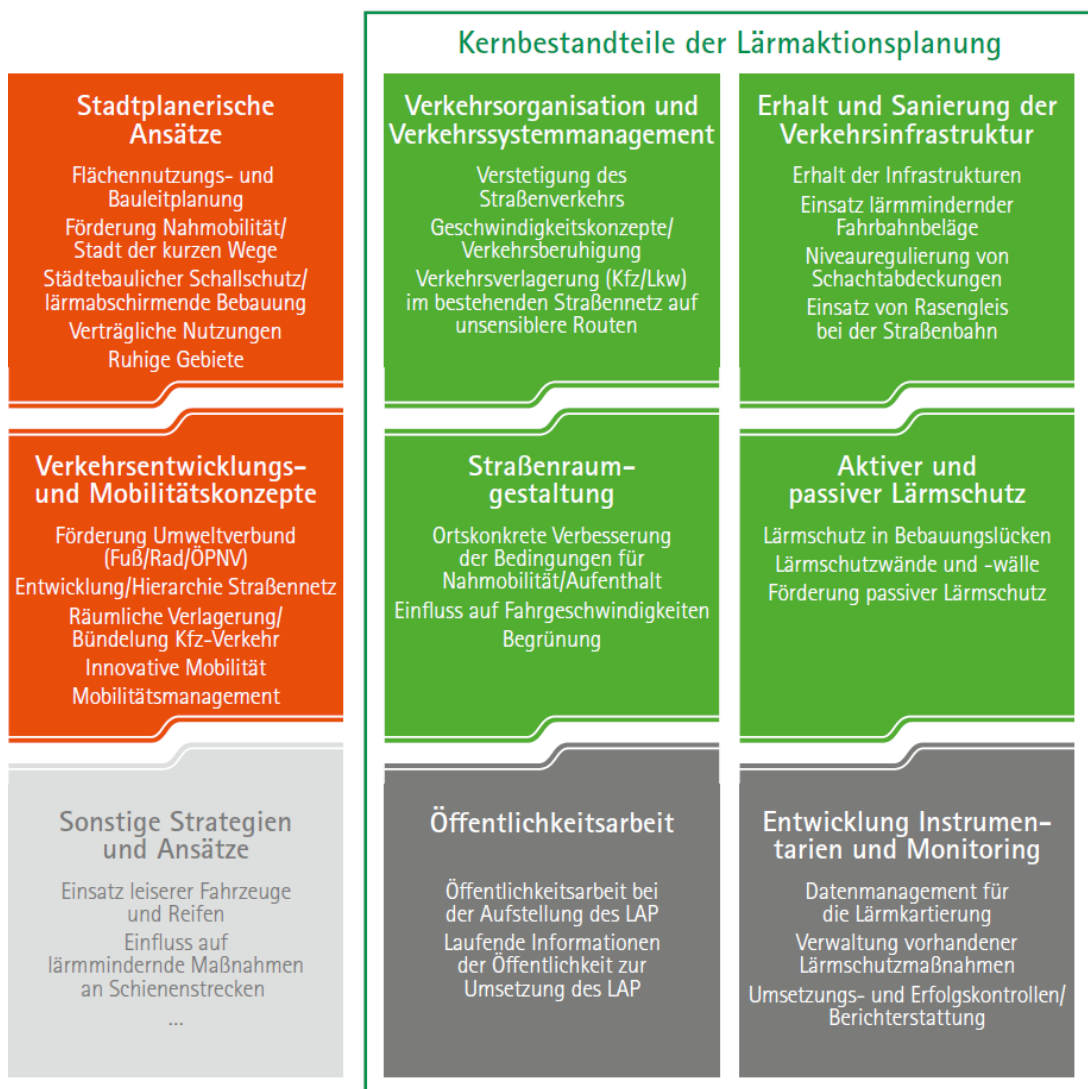 Kernbestandteile der Lärmaktionsplanung
Stadtplanerische
Ansätze
Flächennutzungs- und
Bauleitplanung
Förderung Nahmobilität/
Stadt der kurzen Wege
Städtebaulicher Schallschutz/
lärmabschirmende Bebauung
Verträgliche Nutzungen
Ruhige Gebiete
Verkehrsorganisation und
Verkehrssystemmanagement
Verstetigung des
Straßenverkehrs
Geschwindigkeitskonzepte/
Verkehrsberuhigung
Verkehrsverlagerung (Kfz/Lkw)
im bestehenden Straßennetz auf
unsensiblere Routen
Erhalt und Sanierung der
Verkehrsinfrastruktur
Erhalt der Infrastrukturen
Einsatz lärmmindernder
Fahrbahnbeläge
Niveauregulierung von
Schachtabdeckungen
Einsatz von Rasengleis
bei der Straßenbahn
Verkehrsentwicklungs-
und Mobilitätskonzepte
Förderung Umweltverbund
(Fuß/Rad/ÖPNV)
Entwicklung/Hierarchie Straßennetz
Räumliche Verlagerung/
Bündelung Kfz-Verkehr
Innovative Mobilität
Mobilitätsmanagement
Straßenraum-
gestaltung
Ortskonkrete Verbesserung
der Bedingungen für
Nahmobilität/Aufenthalt
Einfluss auf Fahrgeschwindigkeiten
Begrünung
Aktiver und
passiver Lärmschutz
Lärmschutz in Bebauungslücken
Lärmschutzwände und -wälle
Förderung passiver Lärmschutz
Sonstige Strategien
und Ansätze
Einsatz leiserer Fahrzeuge
und Reifen
Einfluss auf
lärmmindernde Maßnahmen
an Schienenstrecken
...
Öffentlichkeitsarbeit
Öffentlichkeitsarbeit bei
der Aufstellung des LAP
Laufende Informationen
der Öffentlichkeit zur
Umsetzung des LAP
Entwicklung Instrumen-
tarien und Monitoring
Datenmanagement für
die Lärmkartierung
Verwaltung vorhandener
Lärmschutzmaßnahmen
Umsetzungs- und Erfolgskontrollen/
Berichterstattung